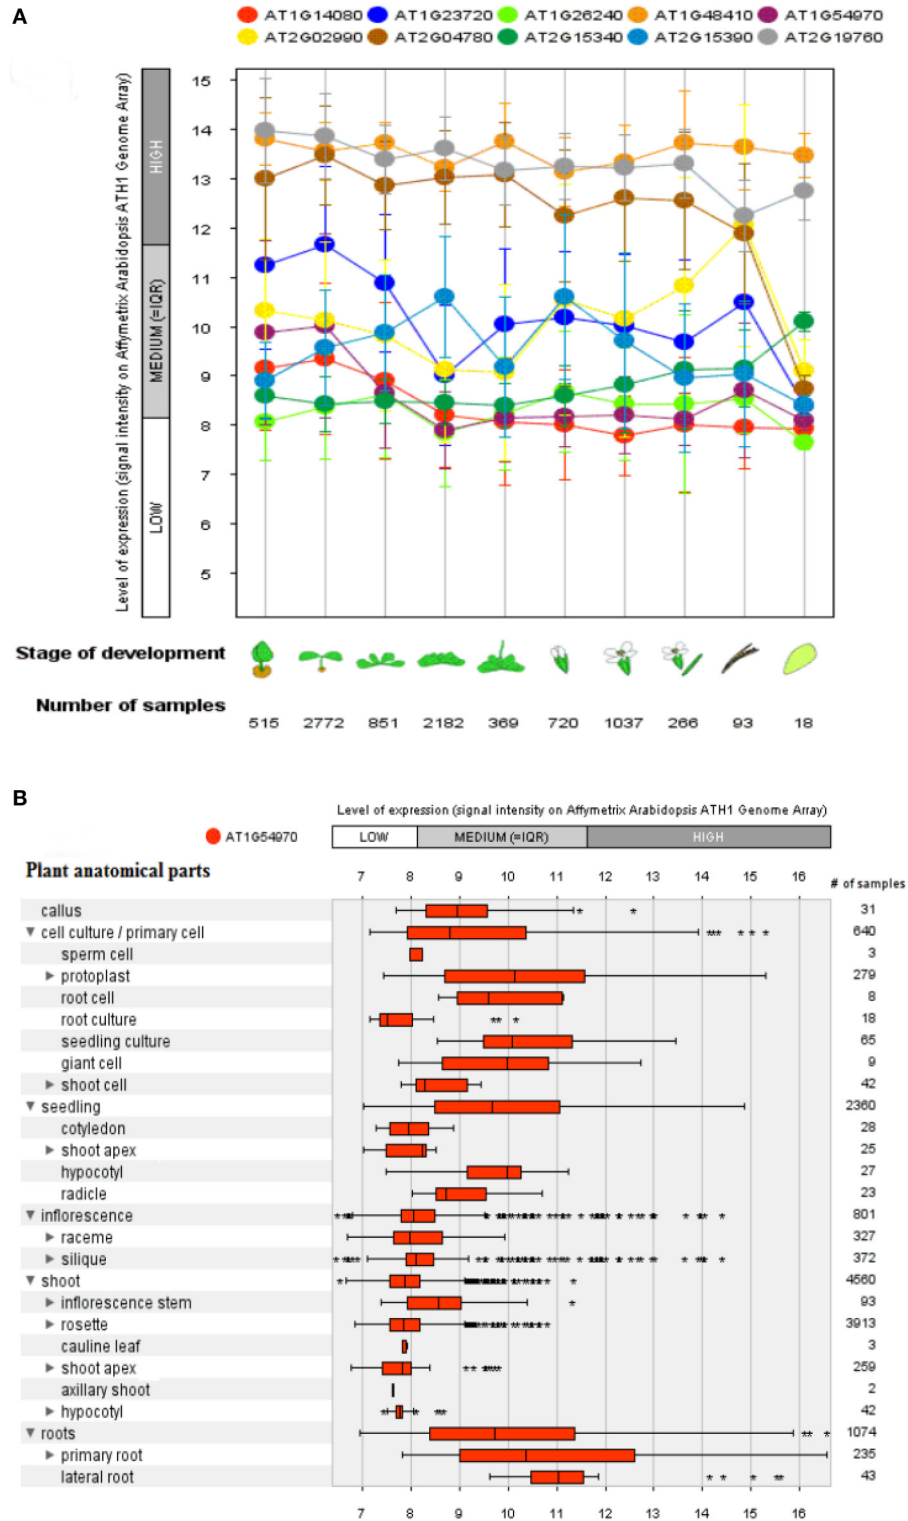 A
AT1G14080 AT1G23720 AT1G26240 AT1G48410 AT1G54970
AT2G02990 AT2G04780 AT2G15340 AT2G15390 AT2G19760
Level of expression (signal intensity on Affymetrix Arabidopsis ATH1 Genome Array)
HIGH
MEDIUM (=IQR)
LOW
15
14
13
12
11
10
9
8
7
6
5
Stage of development
Number of samples
515 2772 851 2182 369 720 1037 266 93 18
B
Level of expression (signal intensity on Affymetrix Arabidopsis ATH1 Genome Array)
AT1G54970
LOW MEDIUM (=IQR) HIGH
Plant anatomical parts
7 8 9 10 11 12 13 14 15 16
# of samples
callus 31
cell culture / primary cell 640
sperm cell 3
protoplast 279
root cell 8
root culture 18
seedling culture 65
giant cell 9
shoot cell 42
seedling 2360
cotyledon 28
shoot apex 25
hypocotyl 27
radicle 23
inflorescence 801
raceme 327
silique 372
shoot 4560
inflorescence stem 93
rosette 3913
cauline leaf 3
shoot apex 259
axillary shoot 2
hypocotyl 42
roots 1074
primary root 235
lateral root 43
7 8 9 10 11 12 13 14 15 16